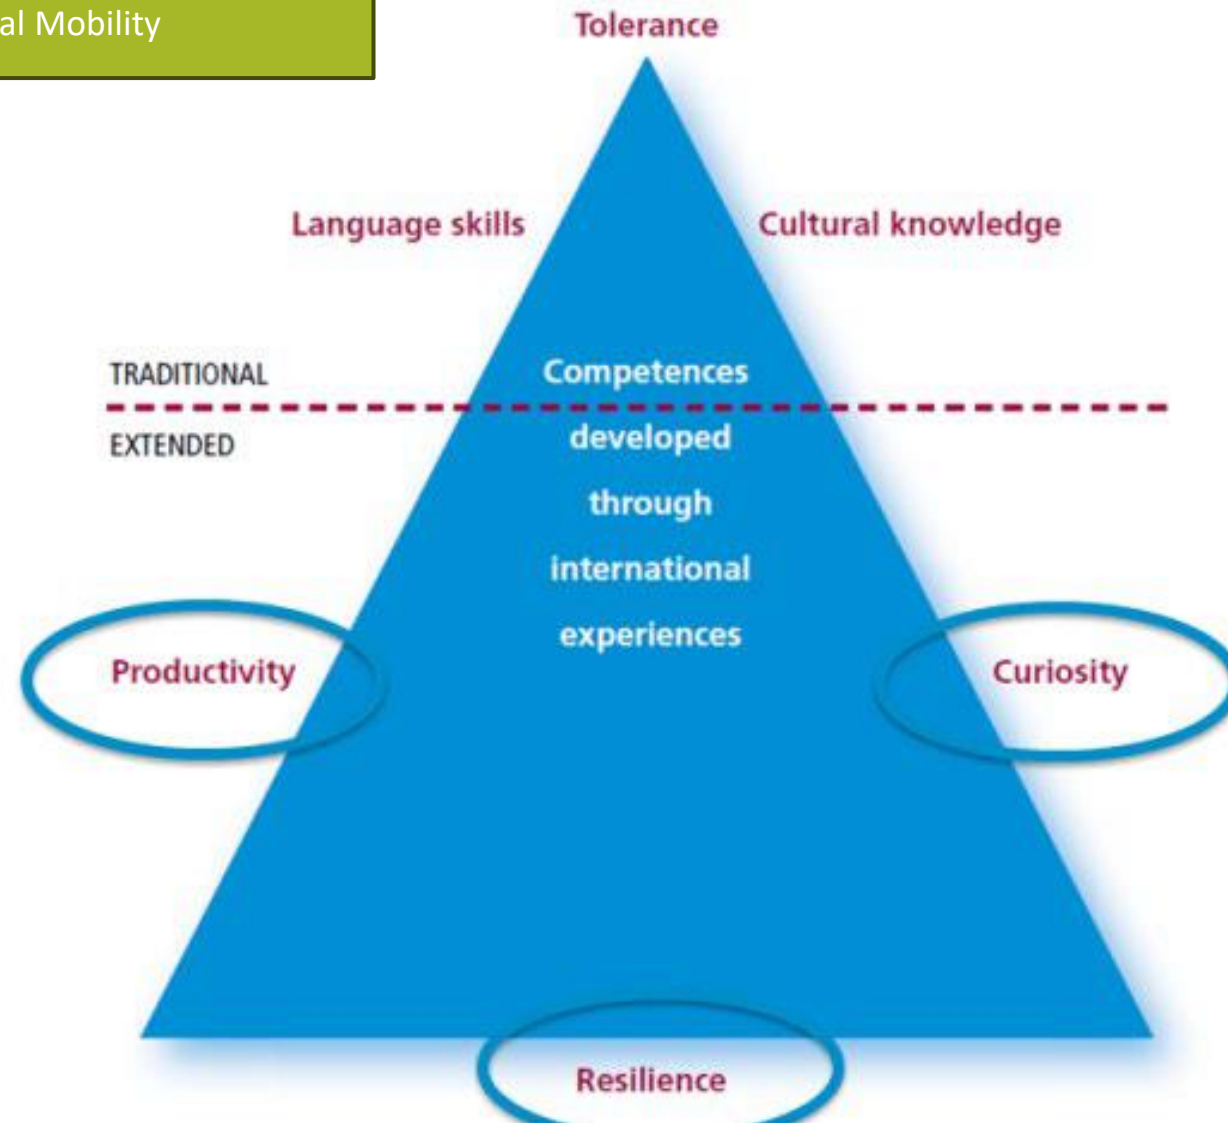 al Mobility
Tolerance
Language skills
Cultural knowledge
TRADITIONAL
Competences
EXTENDED
developed
through
international
experiences
Productivity
Curiosity
Resilience